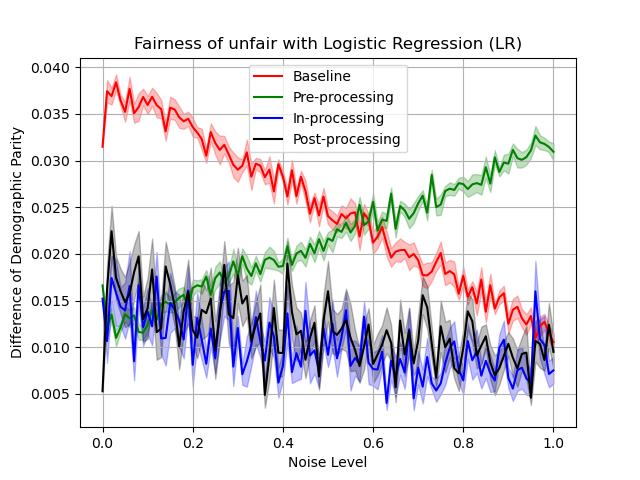 Fairness of unfair with Logistic Regression (LR)
Difference of Demographic Parity
0.040
0.035
0.030
0.025
0.020
0.015
0.010
0.005
Baseline
Pre-processing
In-processing
Post-processing
0.0 0.2 0.4 0.6 0.8 1.0
Noise Level